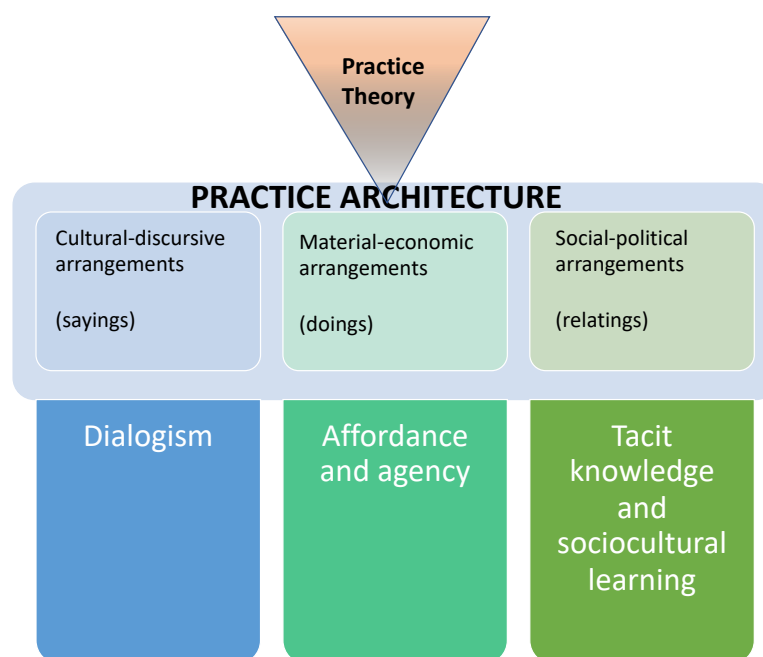 Practice
Theory
PRACTICE ARCHITECTURE
Cultural-discursive
arrangements
(sayings)
Material-economic
arrangements
(doings)
Social-political
arrangements
(relatings)
Dialogism
Affordance
and agency
Tacit
knowledge
and
sociocultural
learning